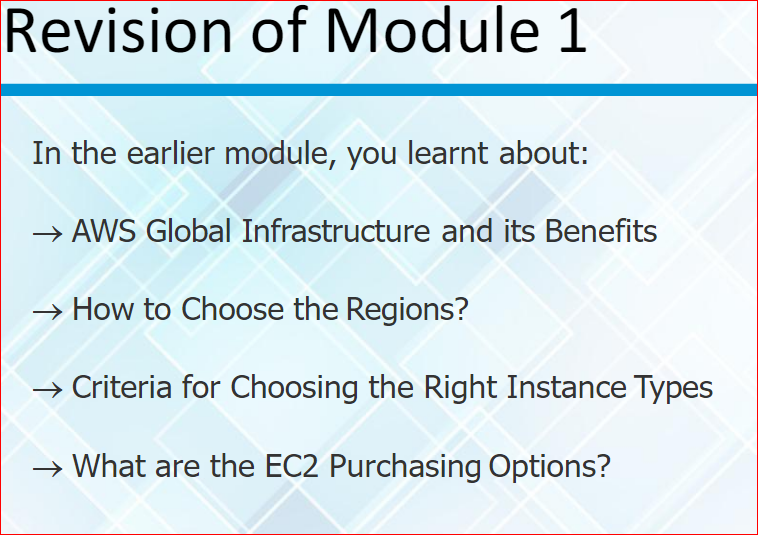 Revision of Module 1
In the earlier module, you learnt about:
→ AWS Global Infrastructure and its Benefits
→ How to Choose the Regions?
→ Criteria for Choosing the Right Instance Types
→ What are the EC2 Purchasing Options?